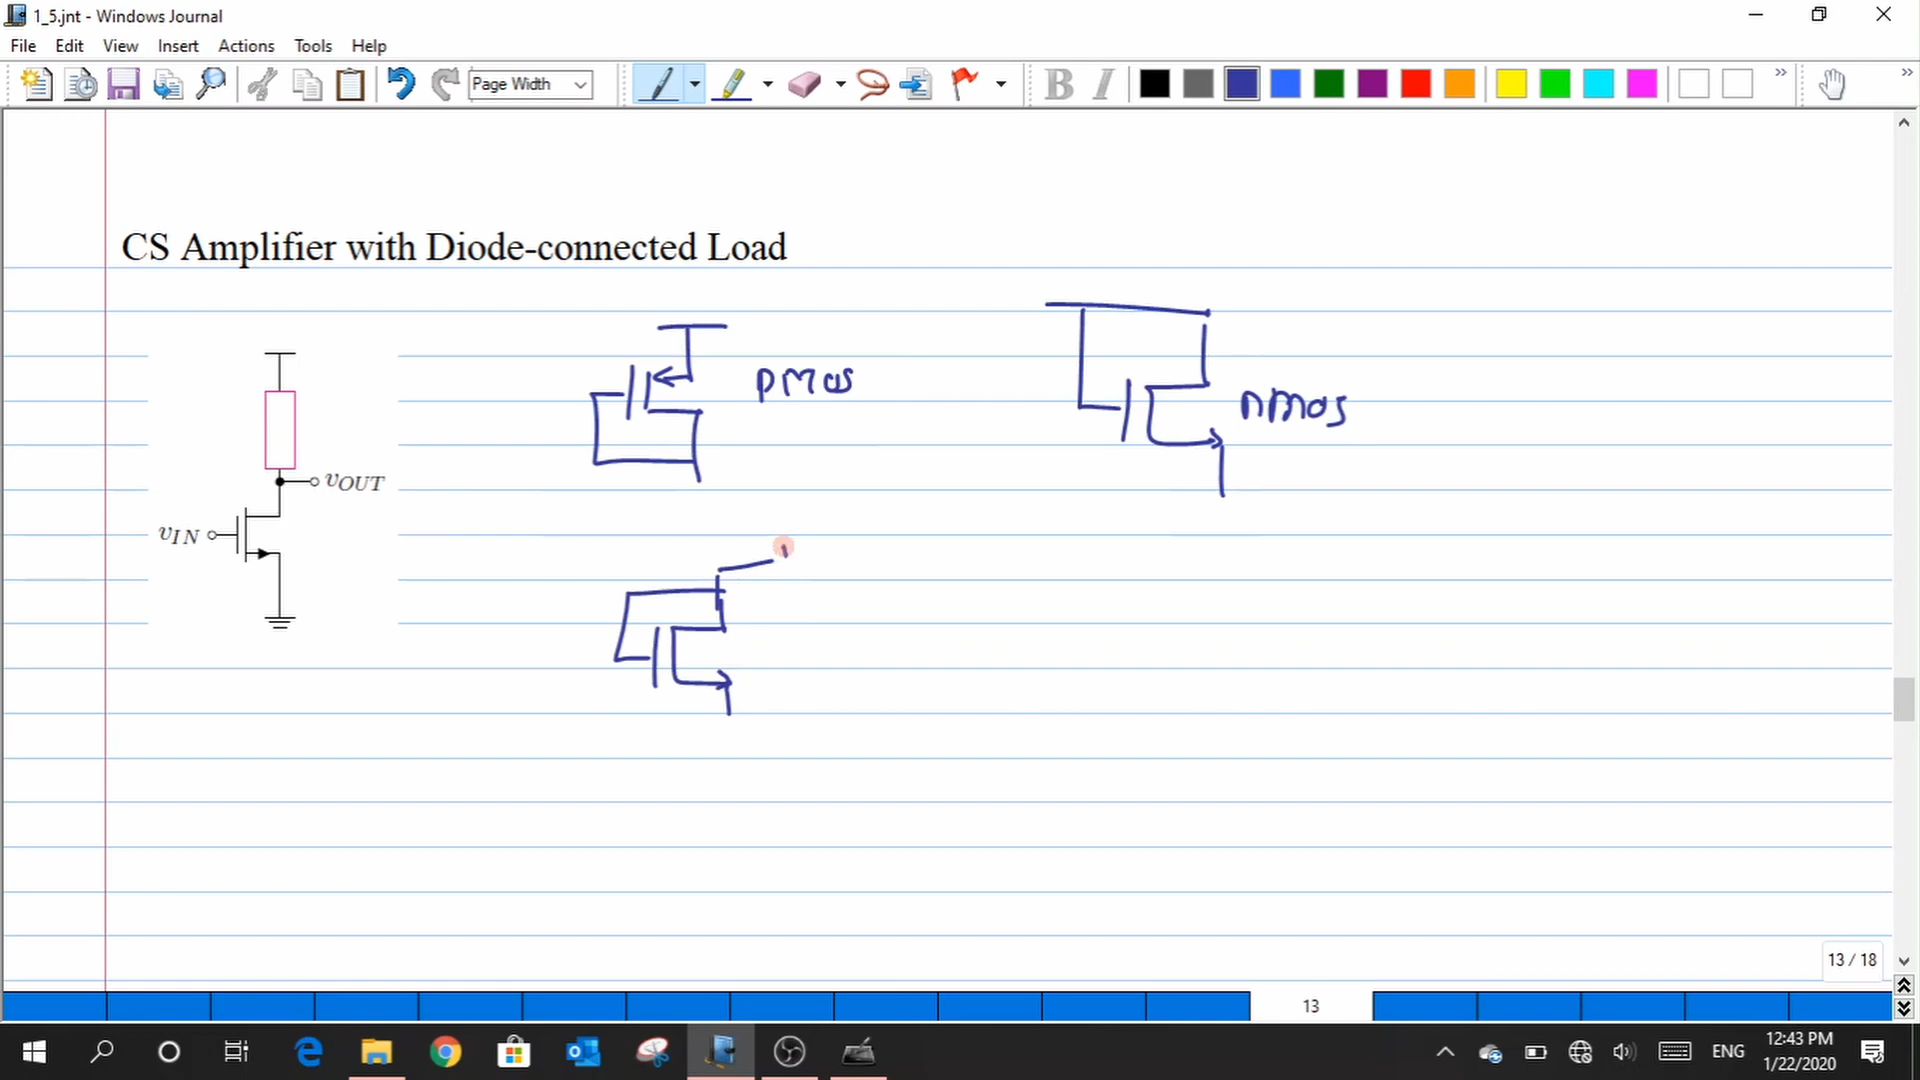 1_5.jnt - Windows Journal
File Edit View Insert Actions Tools Help
Page Width
B I
CS Amplifier with Diode-connected Load
PMOS
nMOS
vOUT
vIN
13 / 18
13
12:43 PM
ENG
1/22/2020